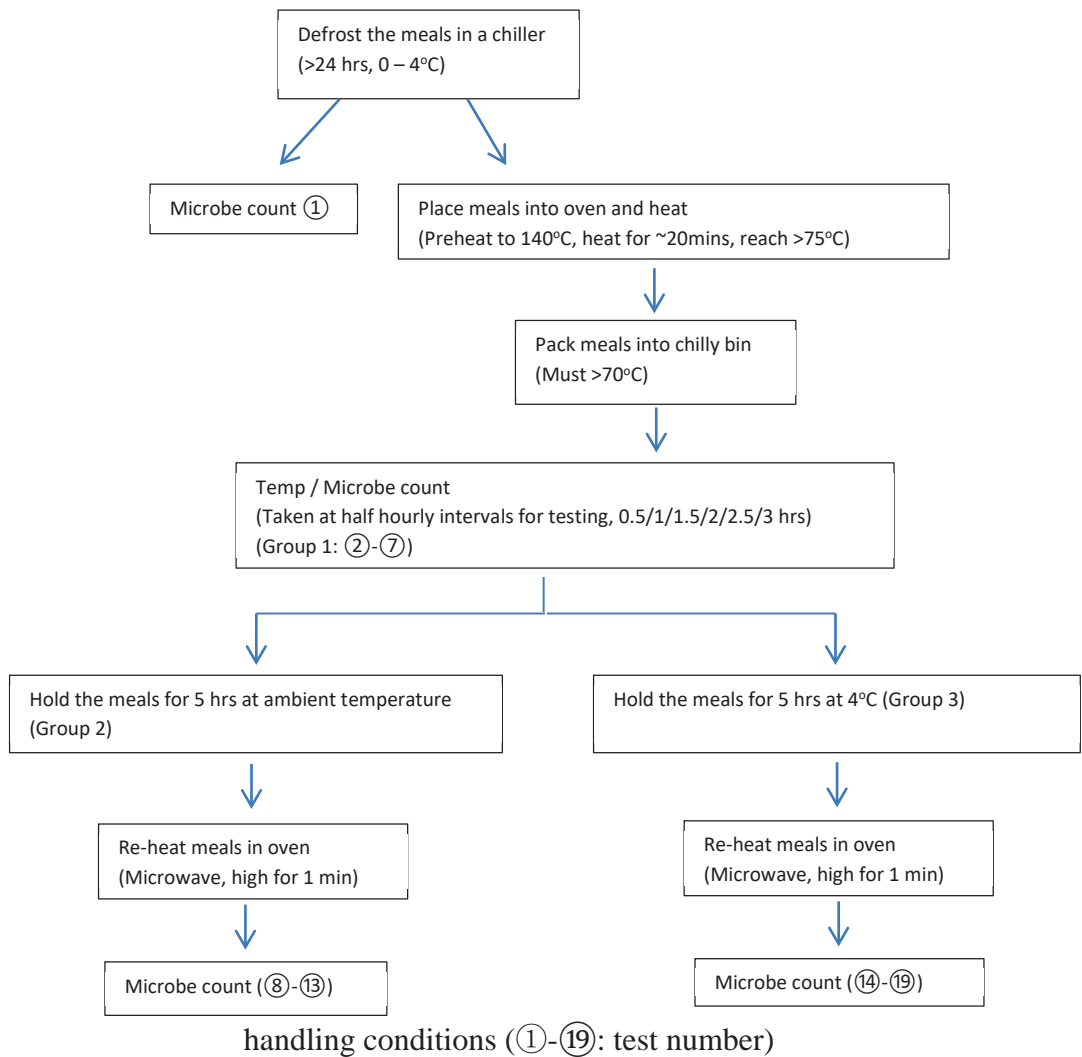 Defrost the meals in a chiller
(>24 hrs, 0 – 4°C)
Microbe count ①
Place meals into oven and heat
(Preheat to 140°C, heat for ~20mins, reach >75°C)
Pack meals into chilly bin
(Must >70°C)
Temp / Microbe count
(Taken at half hourly intervals for testing, 0.5/1/1.5/2/2.5/3 hrs)
(Group 1: ②-⑦)
Hold the meals for 5 hrs at ambient temperature
(Group 2)
Hold the meals for 5 hrs at 4°C (Group 3)
Re-heat meals in oven
(Microwave, high for 1 min)
Re-heat meals in oven
(Microwave, high for 1 min)
Microbe count (⑧-⑬)
Microbe count (⑭-⑲)
handling conditions (①-⑲: test number)